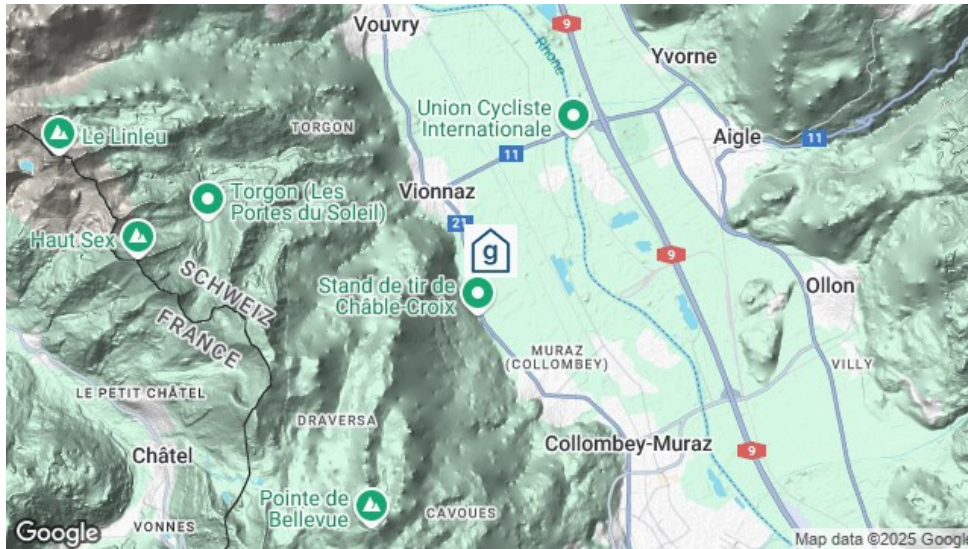 Vouvry
9
Rhone
Yvorne
Union Cycliste
Internationale
Le Linleu
TORGON
11
Aigle
11
Torgon (Les
Portes du Soleil)
Vionnaz
21
Haut Sex
g
9
SCHWEIZ
FRANCE
Stand de tir de
Châble-Croix
Ollon
MURAZ
(COLLOMBEY)
VILLY
LE PETIT CHÂTEL
DRAVERSA
Châtel
Collombey-Muraz
9
Pointe de
Bellevue
CAVOUES
VONNES
Google
Map data ©2025 Google